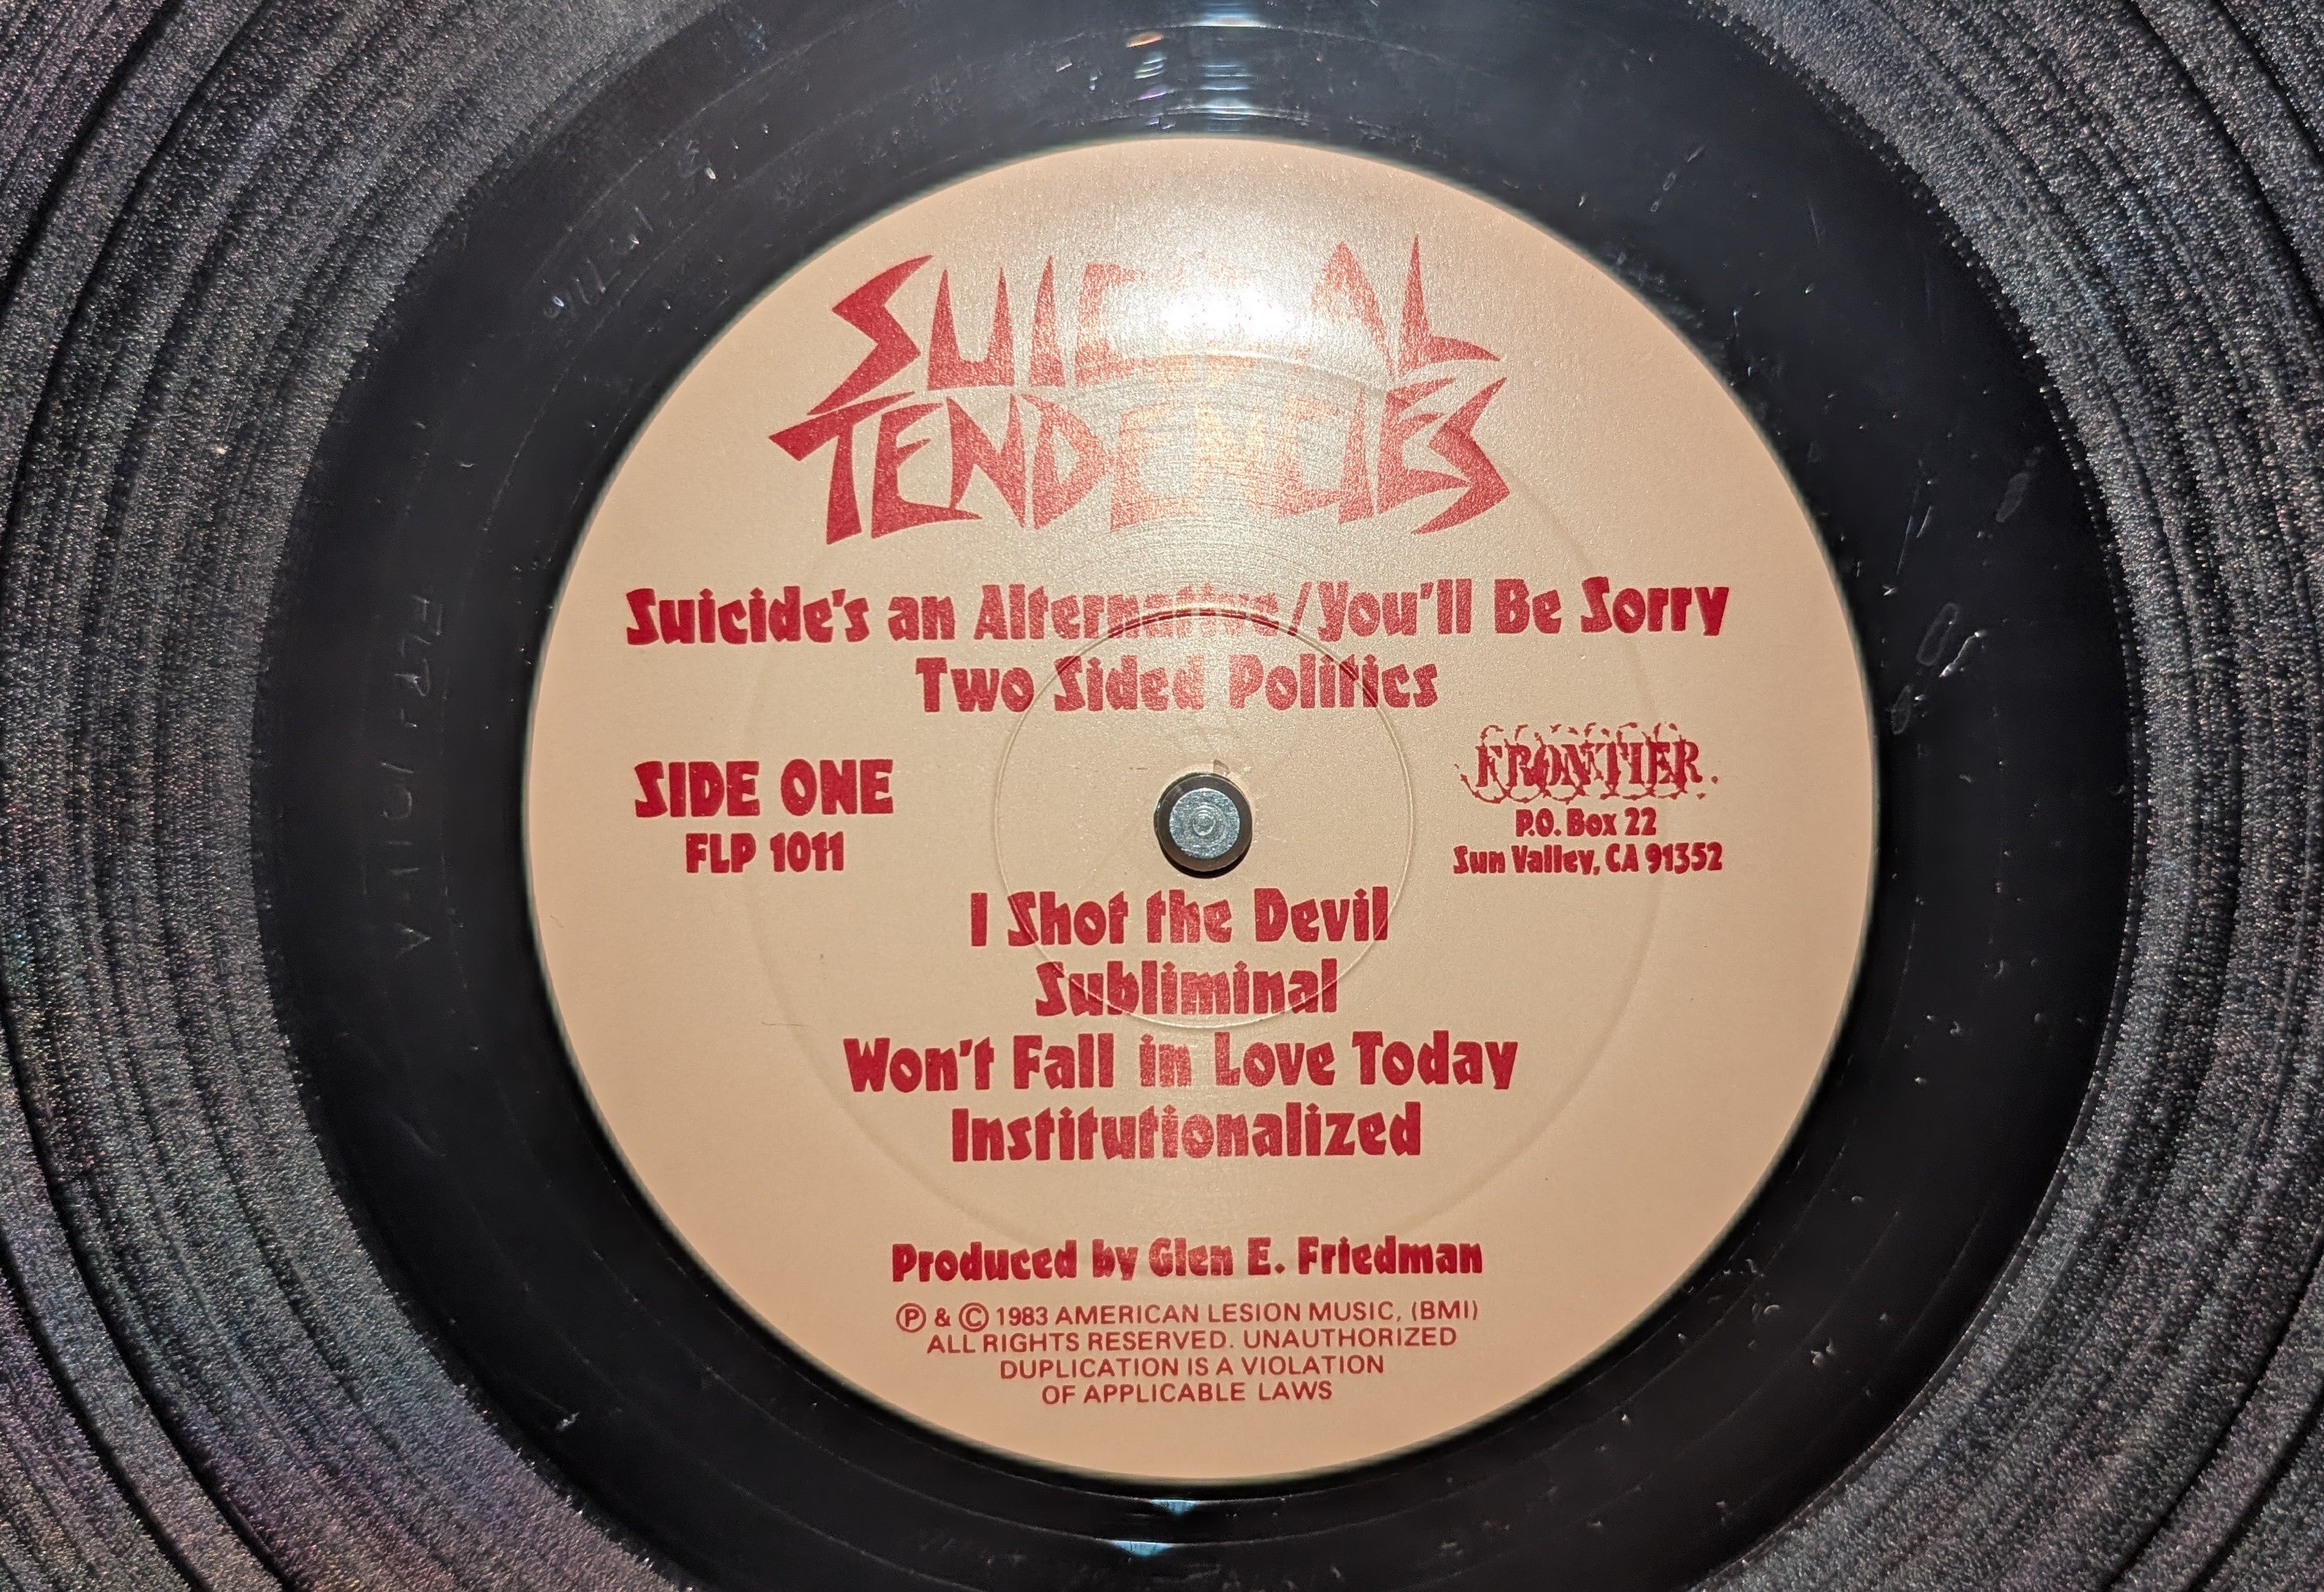 SUICIDAL
TENDENCIES
Suicide's an Alternative/You'll Be Sorry
Two Sided Politics
SIDE ONE
FLP 1011
FRONTIER
P.O. Box 22
Sun Valley, CA 91352
I Shot the Devil
Subliminal
Won't Fall in Love Today
Institutionalized
Produced by Glen E. Friedman
Ⓟ & © 1983 AMERICAN LESION MUSIC, (BMI)
ALL RIGHTS RESERVED. UNAUTHORIZED
DUPLICATION IS A VIOLATION
OF APPLICABLE LAWS